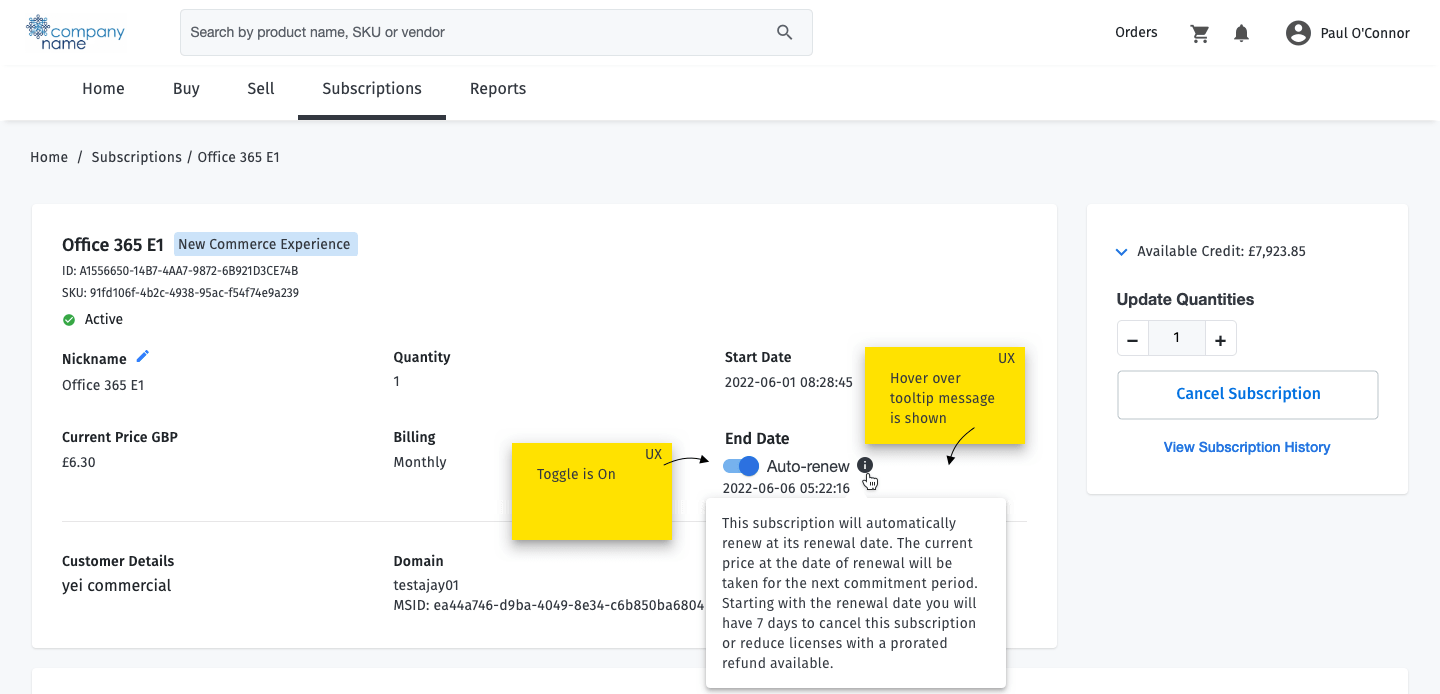 company
name
Search by product name, SKU or vendor
Orders
Paul O'Connor
Home
Buy
Sell
Subscriptions
Reports
Home / Subscriptions / Office 365 E1
Office 365 E1
New Commerce Experience
ID: A1556650-14B7-4AA7-9872-6B921D3CE74B
SKU: 91fd106f-4b2c-4938-95ac-f54f74e9a239
Active
Nickname
Office 365 E1
Quantity
1
Start Date
2022-06-01 08:28:45
UX
Hover over
tooltip message
is shown
Current Price GBP
£6.30
Billing
Monthly
UX
Toggle is On
End Date
Auto-renew
2022-06-06 05:22:16
This subscription will automatically
renew at its renewal date. The current
price at the date of renewal will be
taken for the next commitment period.
Starting with the renewal date you will
have 7 days to cancel this subscription
or reduce licenses with a prorated
refund available.
Customer Details
yei commercial
Domain
testajay01
MSID: ea44a746-d9ba-4049-8e34-c6b850ba6804
Available Credit: £7,923.85
Update Quantities
− 1 +
Cancel Subscription
View Subscription History